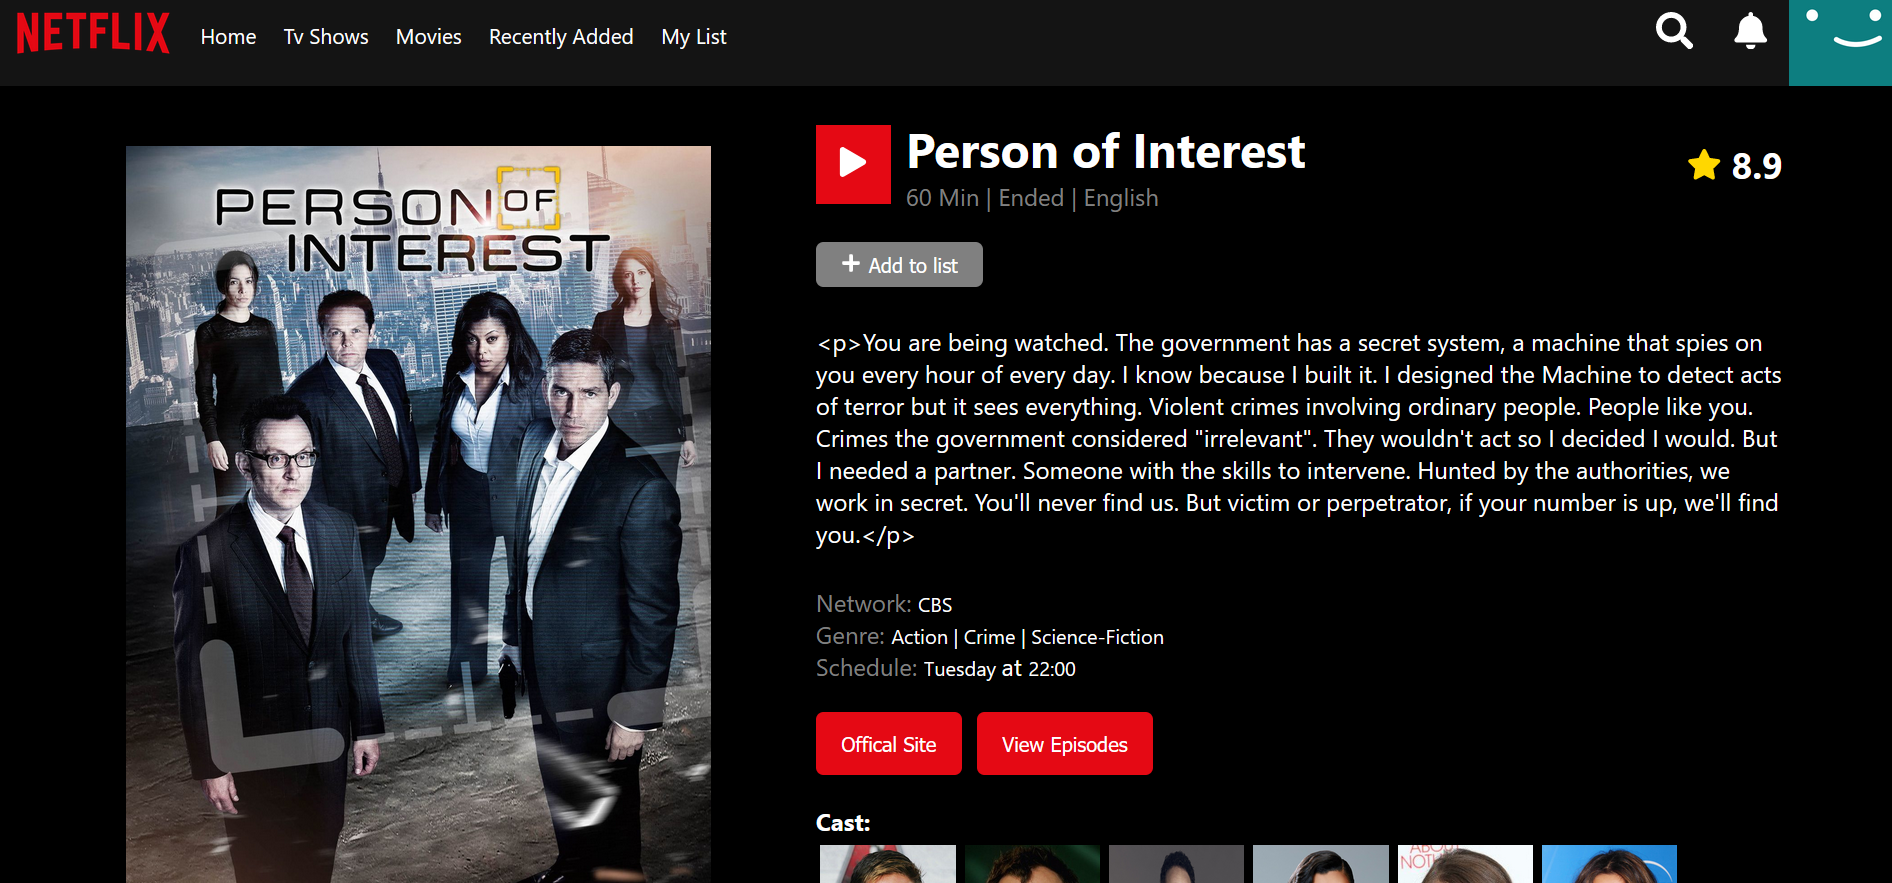 NETFLIX Home Tv Shows Movies Recently Added My List
PERSON OF
INTEREST
Person of Interest
8.9
60 Min | Ended | English
+ Add to list
<p>You are being watched. The government has a secret system, a machine that spies on
you every hour of every day. I know because I built it. I designed the Machine to detect acts
of terror but it sees everything. Violent crimes involving ordinary people. People like you.
Crimes the government considered "irrelevant". They wouldn't act so I decided I would. But
I needed a partner. Someone with the skills to intervene. Hunted by the authorities, we
work in secret. You'll never find us. But victim or perpetrator, if your number is up, we'll find
you.</p>
Network: CBS
Genre: Action | Crime | Science-Fiction
Schedule: Tuesday at 22:00
Offical Site View Episodes
Cast: